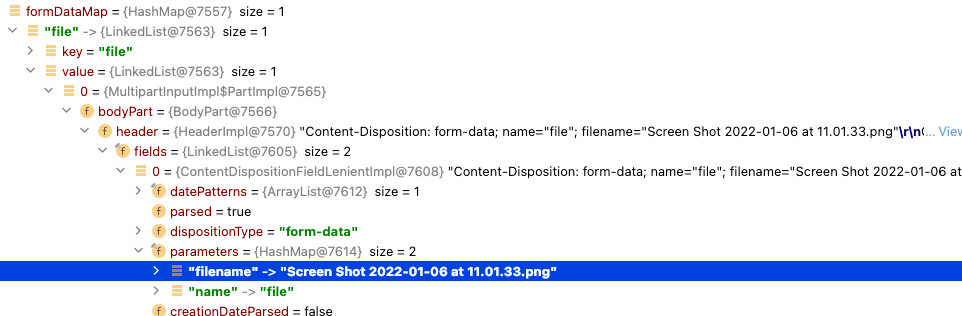 formDataMap = {HashMap@7557} size = 1
"file" -> {LinkedList@7563} size = 1
key = "file"
value = {LinkedList@7563} size = 1
0 = {MultipartInputImpl$PartImpl@7565}
f bodyPart = {BodyPart@7566}
f header = {HeaderImpl@7570} "Content-Disposition: form-data; name="file"; filename="Screen Shot 2022-01-06 at 11.01.33.png"\r\n... View
f fields = {LinkedList@7605} size = 2
0 = {ContentDispositionFieldLenientImpl@7608} "Content-Disposition: form-data; name="file"; filename="Screen Shot 2022-01-06 at
f datePatterns = {ArrayList@7612} size = 1
f parsed = true
f dispositionType = "form-data"
f parameters = {HashMap@7614} size = 2
"filename" -> "Screen Shot 2022-01-06 at 11.01.33.png"
"name" -> "file"
f creationDateParsed = false